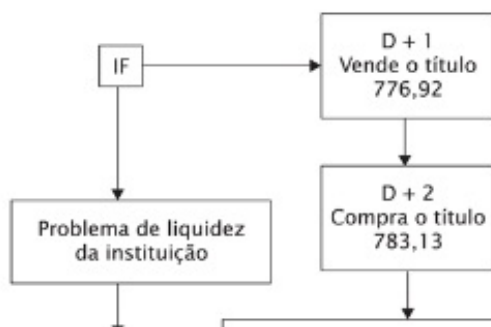 IF
D + 1
Vende o título
776,92
D + 2
Compra o título
783,13
Problema de liquidez
da instituição